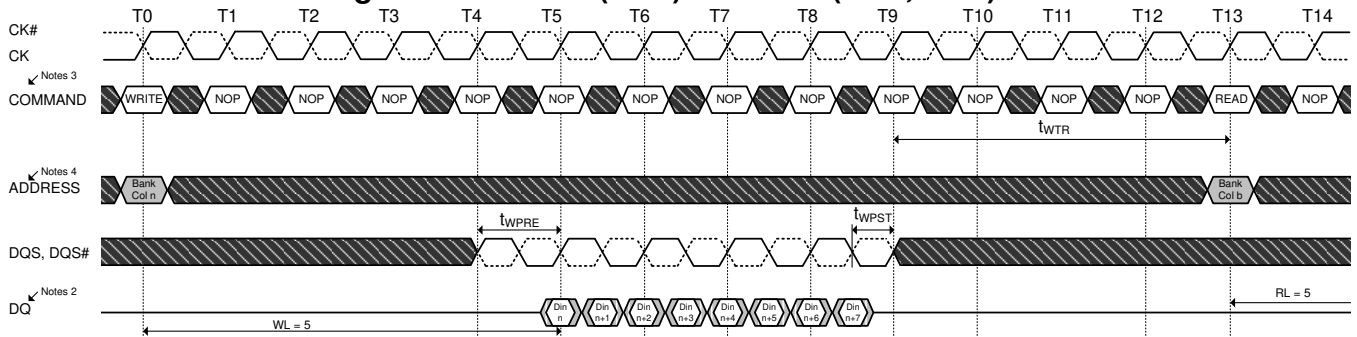 T0 T1 T2 T3 T4 T5 T6 T7 T8 T9 T10 T11 T12 T13 T14
CK#
CK
Notes 3
COMMAND WRITE NOP NOP NOP NOP NOP NOP NOP NOP NOP NOP NOP NOP READ NOP
tWTR
Notes 4
ADDRESS
Bank Col n
Bank Col b
tWPRE
tWPST
DQS, DQS#
Notes 2
DQ
Din n
Din n+1
Din n+2
Din n+3
Din n+4
Din n+5
Din n+6
Din n+7
RL = 5
WL = 5